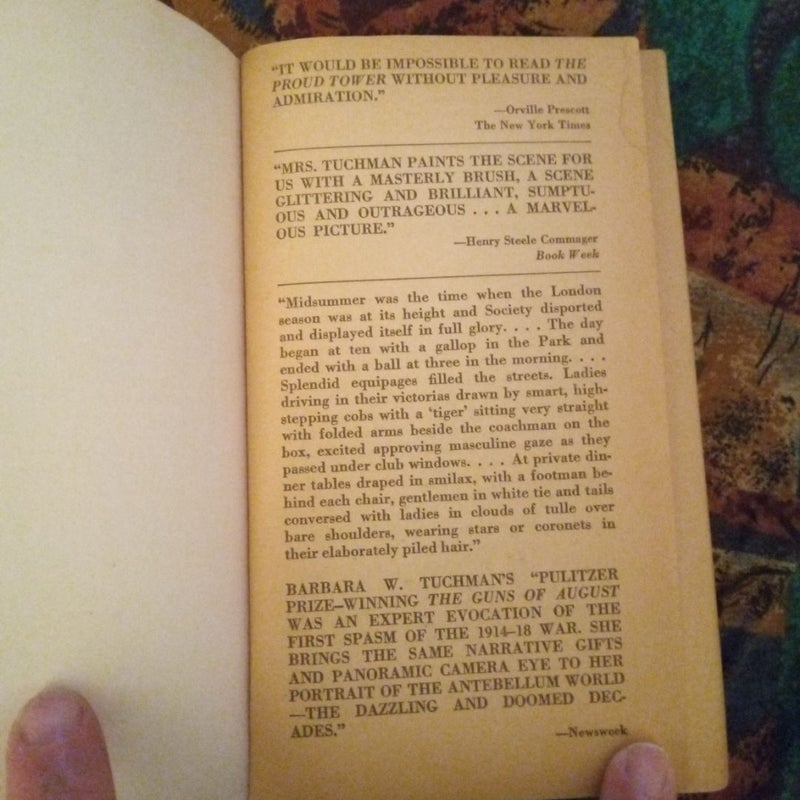 “IT WOULD BE IMPOSSIBLE TO READ THE
PROUD TOWER WITHOUT PLEASURE AND
ADMIRATION.”
—Orville Prescott
The New York Times
“MRS. TUCHMAN PAINTS THE SCENE FOR
US WITH A MASTERLY BRUSH, A SCENE
GLITTERING AND BRILLIANT, SUMPTU-
OUS AND OUTRAGEOUS . . . A MARVEL-
OUS PICTURE.”
—Henry Steele Commager
Book Week
“Midsummer was the time when the London
season was at its height and Society disported
and displayed itself in full glory. . . . The day
began at ten with a gallop in the Park and
ended with a ball at three in the morning. . . .
Splendid equipages filled the streets. Ladies
driving in their victorias drawn by smart, high-
stepping cobs with a ‘tiger’ sitting very straight
with folded arms beside the coachman on the
box, excited approving masculine gaze as they
passed under club windows. . . . At private din-
ner tables draped in smilax, with a footman be-
hind each chair, gentlemen in white tie and tails
conversed with ladies in clouds of tulle over
bare shoulders, wearing stars or coronets in
their elaborately piled hair.”
BARBARA W. TUCHMAN’S “PULITZER
PRIZE–WINNING THE GUNS OF AUGUST
WAS AN EXPERT EVOCATION OF THE
FIRST SPASM OF THE 1914–18 WAR. SHE
BRINGS THE SAME NARRATIVE GIFTS
AND PANORAMIC CAMERA EYE TO HER
PORTRAIT OF THE ANTEBELLUM WORLD
—THE DAZZLING AND DOOMED DEC-
ADES.”
—Newsweek